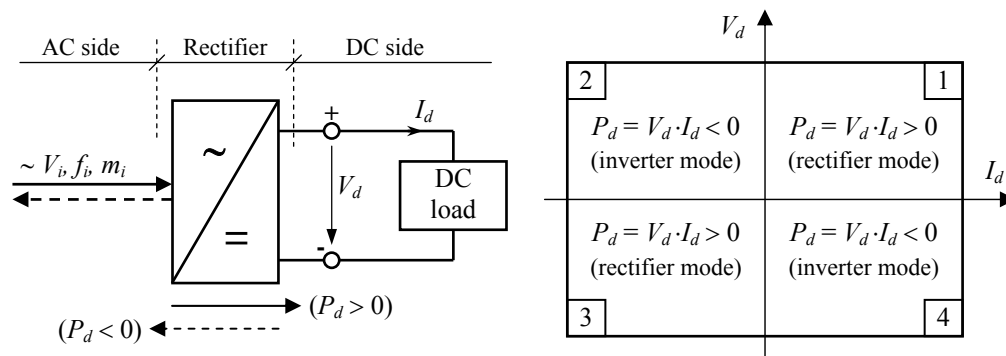 AC side
Rectifier
DC side
~ V_i, f_i, m_i
~
=
+
I_d
V_d
-
DC
load
(P_d > 0)
(P_d < 0)
V_d
2
1
P_d = V_d·I_d < 0
(inverter mode)
P_d = V_d·I_d > 0
(rectifier mode)
I_d
P_d = V_d·I_d > 0
(rectifier mode)
P_d = V_d·I_d < 0
(inverter mode)
3
4